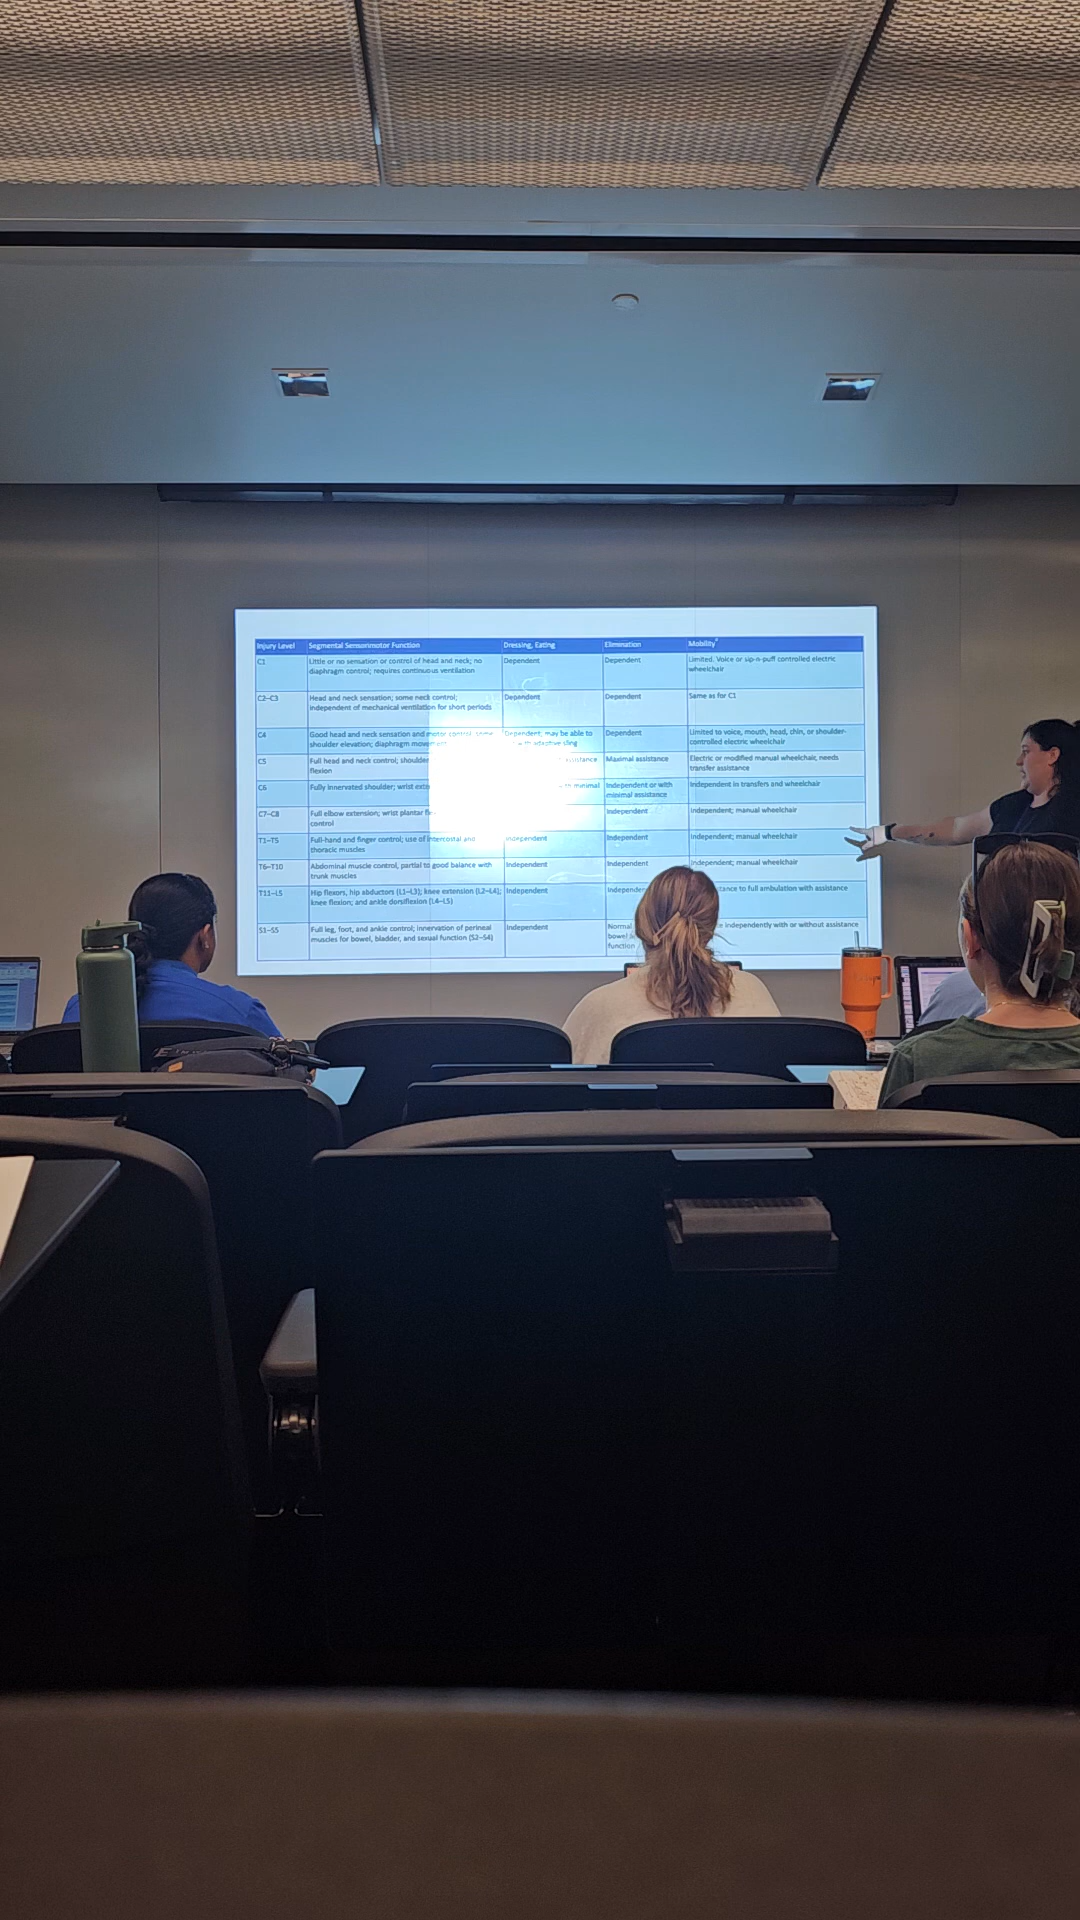 Injury Level Segmental Sensorimotor Function Dressing, Eating Elimination Mobility*
C1 Little or no sensation or control of head and neck; no Dependent Dependent Limited. Voice or sip-n-puff controlled electric
diaphragm control; requires continuous ventilation wheelchair
C2–C3 Head and neck sensation; some neck control; Dependent Dependent Same as for C1
independent of mechanical ventilation for short periods
C4 Good head and neck sensation and motor control; some Dependent; may be able to Dependent Limited to voice, mouth, head, chin, or shoulder-
shoulder elevation; diaphragm with adaptive sling controlled electric wheelchair
C5 Full head and neck control; shoulder assistance Maximal assistance Electric or modified manual wheelchair, needs
flexion transfer assistance
C6 Fully innervated shoulder; wrist minimal Independent or with Independent in transfers and wheelchair
minimal assistance
C7–C8 Full elbow extension; wrist plantar Independent Independent; manual wheelchair
control
T1–T5 Full-hand and finger control; use of intercostal and Independent Independent Independent; manual wheelchair
thoracic muscles
T6–T10 Abdominal muscle control, partial to good balance with Independent Independent Independent; manual wheelchair
trunk muscles
T11–L5 Hip flexors, hip abductors (L1–L3); knee extension (L2–L4); Independent to full ambulation with assistance
knee flexion; and ankle dorsiflexion (L4–L5)
S1–S5 Full leg, foot, and ankle control; innervation of perineal Independent Normal independently with or without assistance
muscles for bowel, bladder, and sexual function (S2–S4) bowel
function